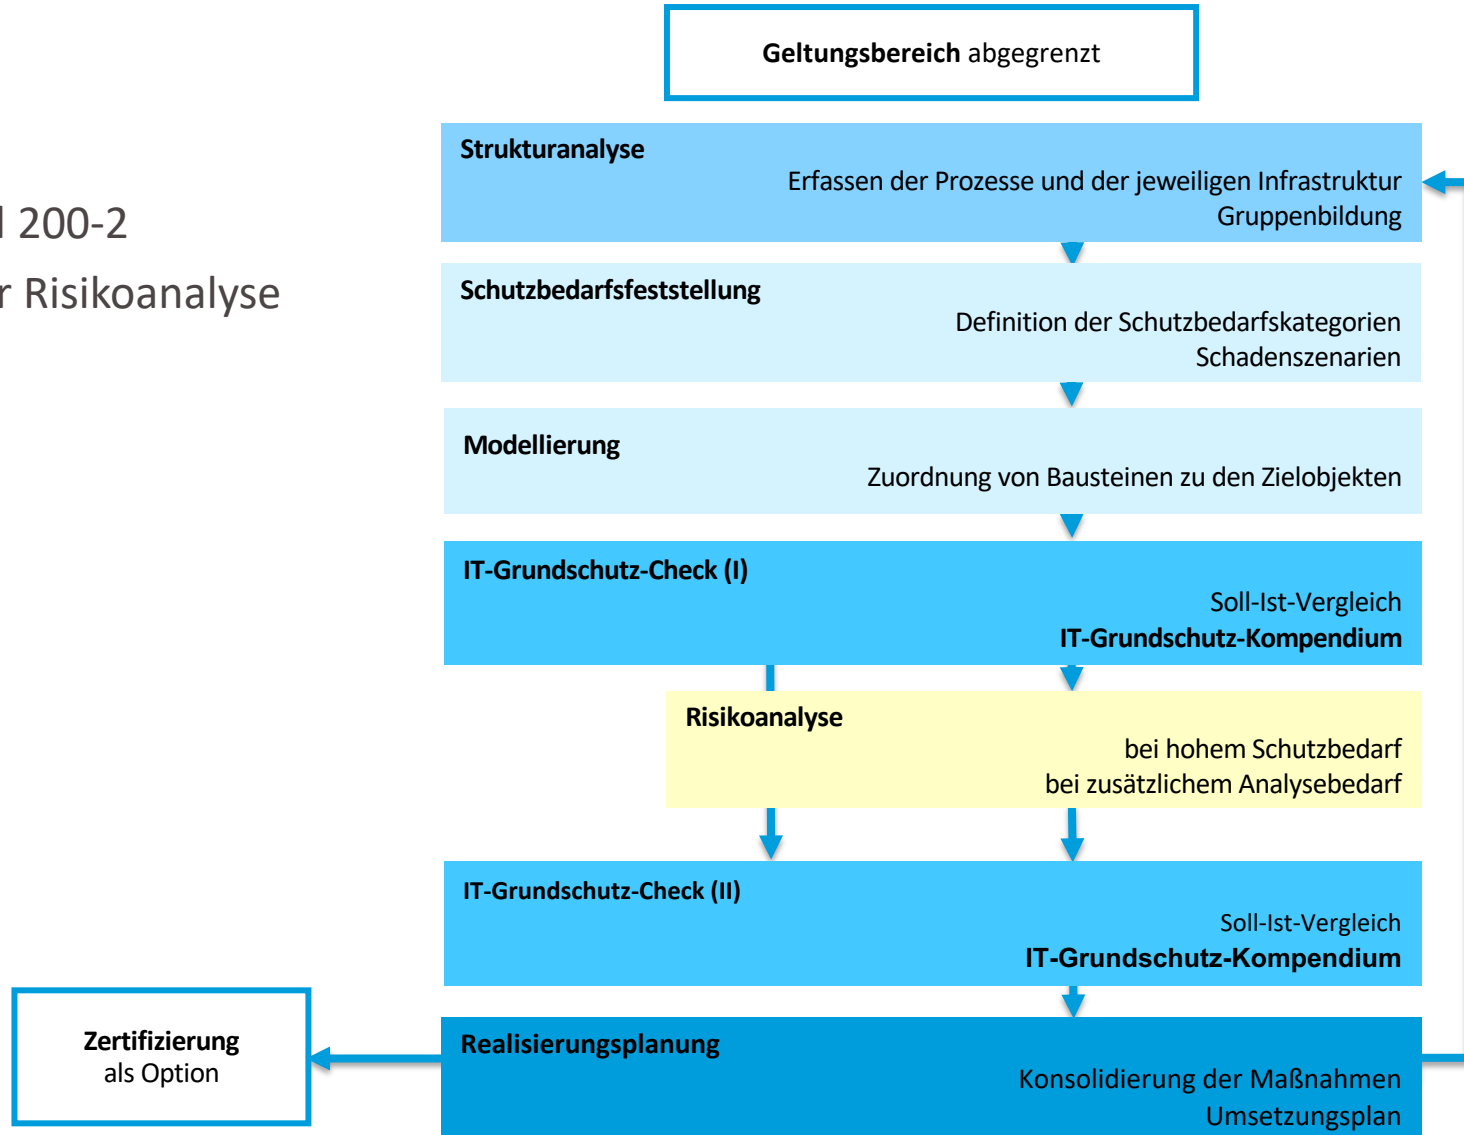 Geltungsbereich abgegrenzt
200-2
Risikoanalyse
Strukturanalyse
Erfassen der Prozesse und der jeweiligen Infrastruktur
Gruppenbildung
Schutzbedarfsfeststellung
Definition der Schutzbedarfskategorien
Schadenszenarien
Modellierung
Zuordnung von Bausteinen zu den Zielobjekten
IT-Grundschutz-Check (I)
Soll-Ist-Vergleich
IT-Grundschutz-Kompendium
Risikoanalyse
bei hohem Schutzbedarf
bei zusätzlichem Analysebedarf
IT-Grundschutz-Check (II)
Soll-Ist-Vergleich
IT-Grundschutz-Kompendium
Zertifizierung
als Option
Realisierungsplanung
Konsolidierung der Maßnahmen
Umsetzungsplan